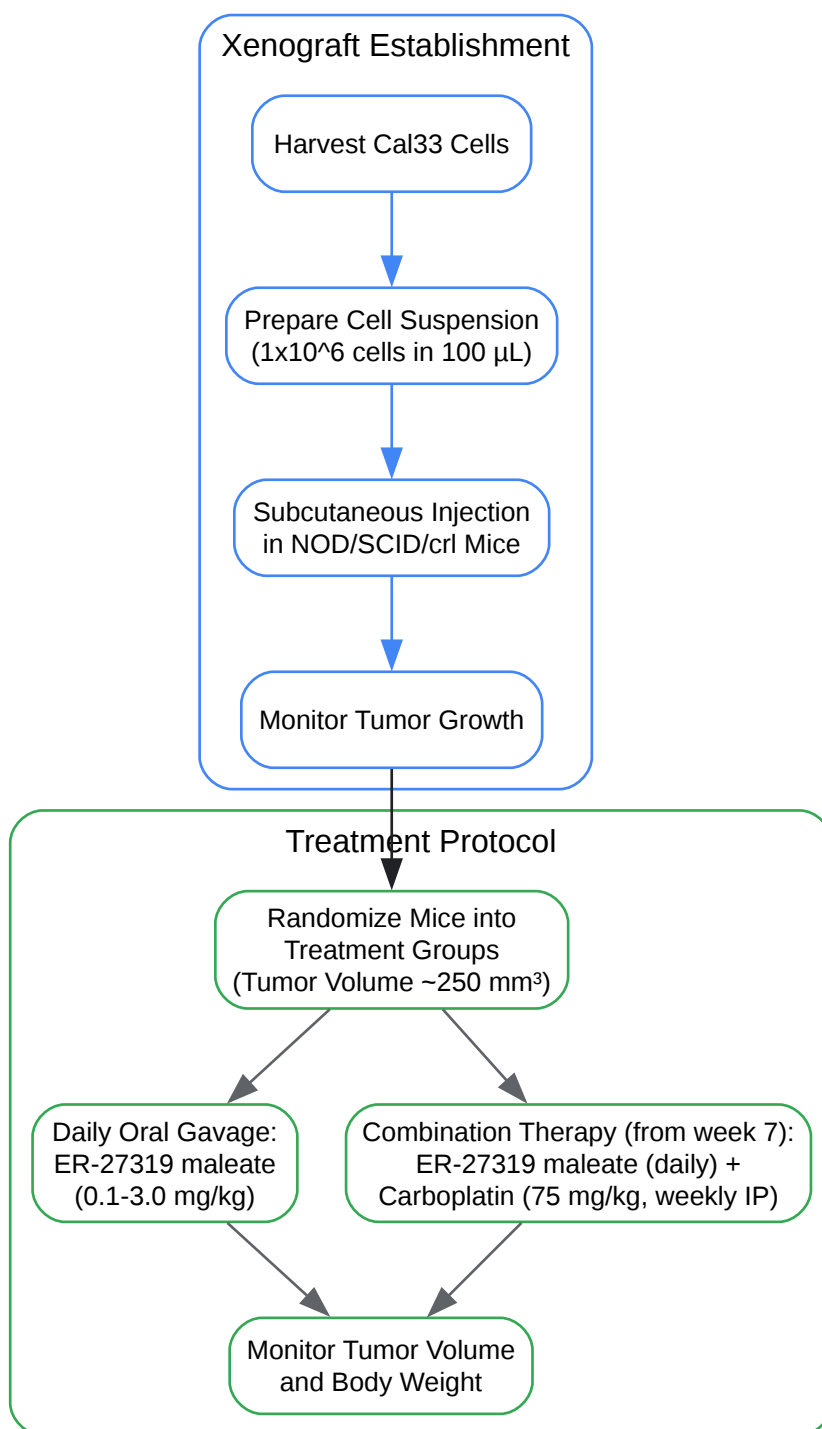 Xenograft Establishment
Harvest Cal33 Cells
Prepare Cell Suspension
(1x10^6 cells in 100 µL)
Subcutaneous Injection
in NOD/SCID/crl Mice
Monitor Tumor Growth
Treatment Protocol
Randomize Mice into
Treatment Groups
(Tumor Volume ~250 mm³)
Daily Oral Gavage:
ER-27319 maleate
(0.1-3.0 mg/kg)
Combination Therapy (from week 7):
ER-27319 maleate (daily) +
Carboplatin (75 mg/kg, weekly IP)
Monitor Tumor Volume
and Body Weight